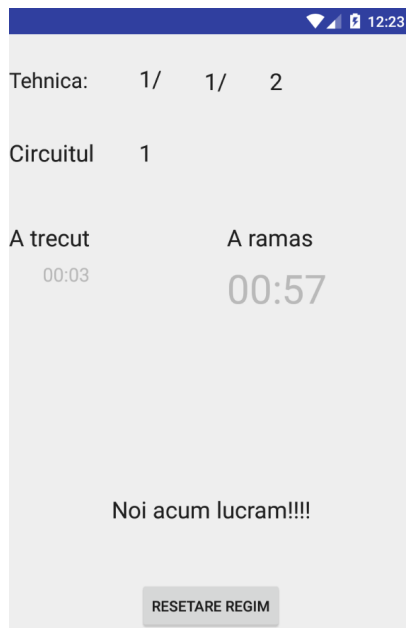 12:23
Tehnica: 1/ 1/ 2
Circuitul 1
A trecut A ramas
00:03 00:57
Noi acum lucram!!!!
RESETARE REGIM